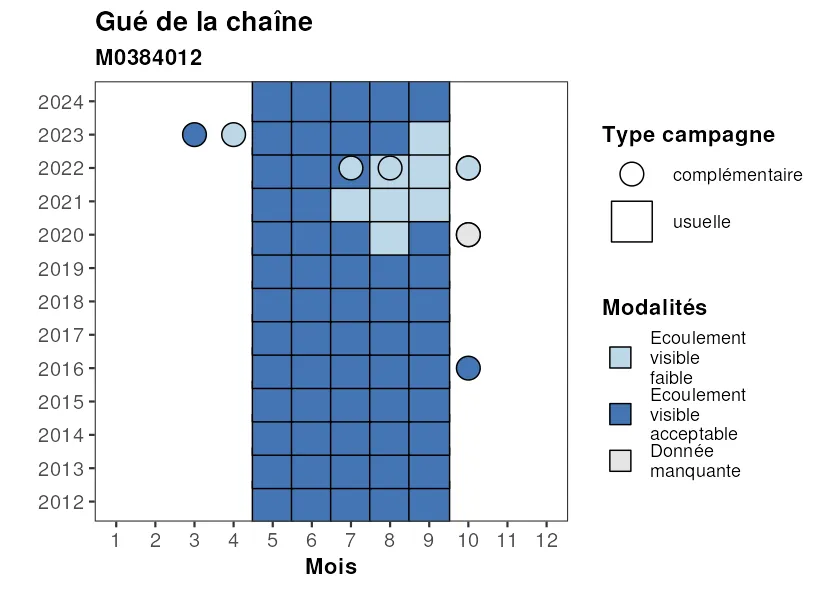 Gué de la chaîne
M0384012
2024
2023
2022
2021
2020
2019
2018
2017
2016
2015
2014
2013
2012
1 2 3 4 5 6 7 8 9 10 11 12
Mois
Type campagne
complémentaire
usuelle
Modalités
Ecoulement
visible
faible
Ecoulement
visible
acceptable
Donnée
manquante